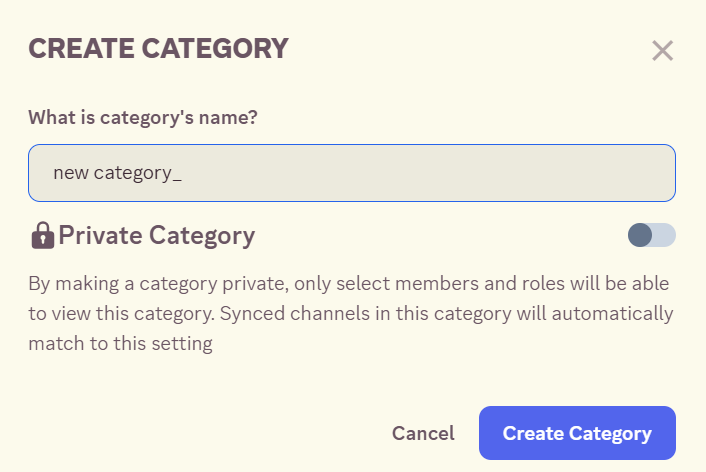 CREATE CATEGORY
What is category's name?
new category_
Private Category
By making a category private, only select members and roles will be able
to view this category. Synced channels in this category will automatically
match to this setting
Cancel
Create Category